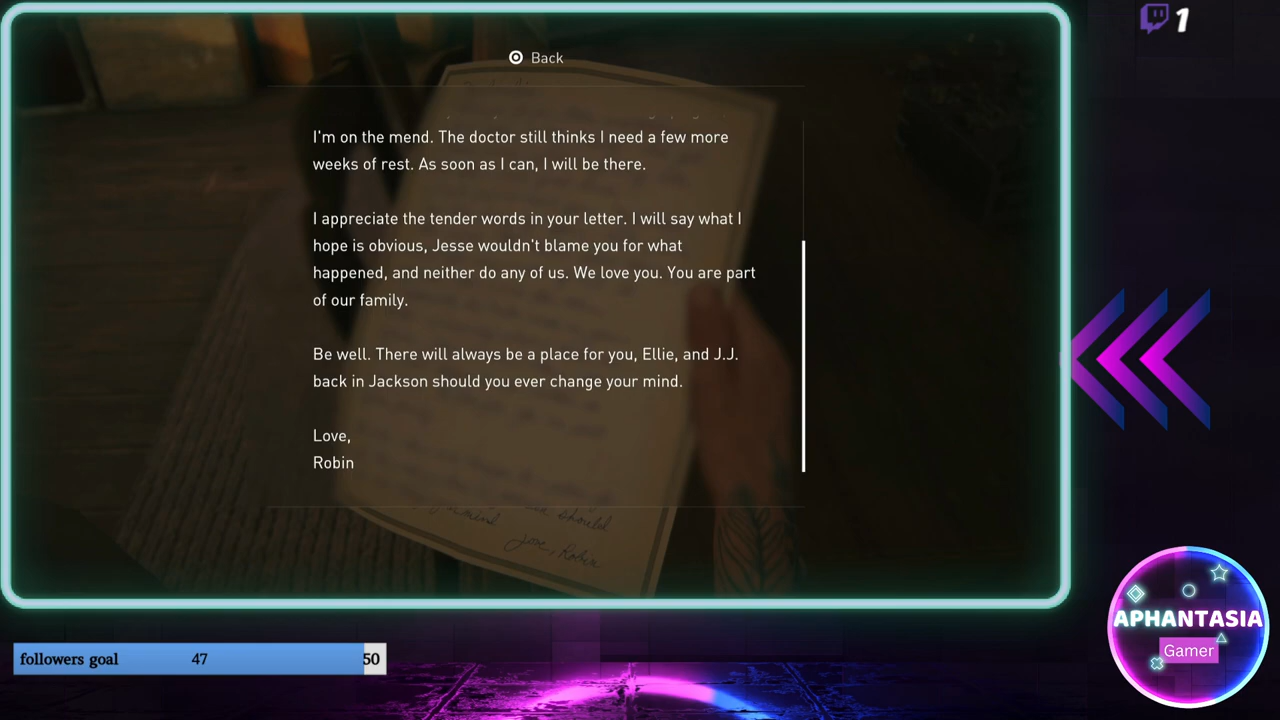 1
Back
I'm on the mend. The doctor still thinks I need a few more
weeks of rest. As soon as I can, I will be there.
I appreciate the tender words in your letter. I will say what I
hope is obvious, Jesse wouldn't blame you for what
happened, and neither do any of us. We love you. You are part
of our family.
Be well. There will always be a place for you, Ellie, and J.J.
back in Jackson should you ever change your mind.
Love,
Robin
should
mind
Love, Robin
APHANTASIA
Gamer
followers goal 47 50